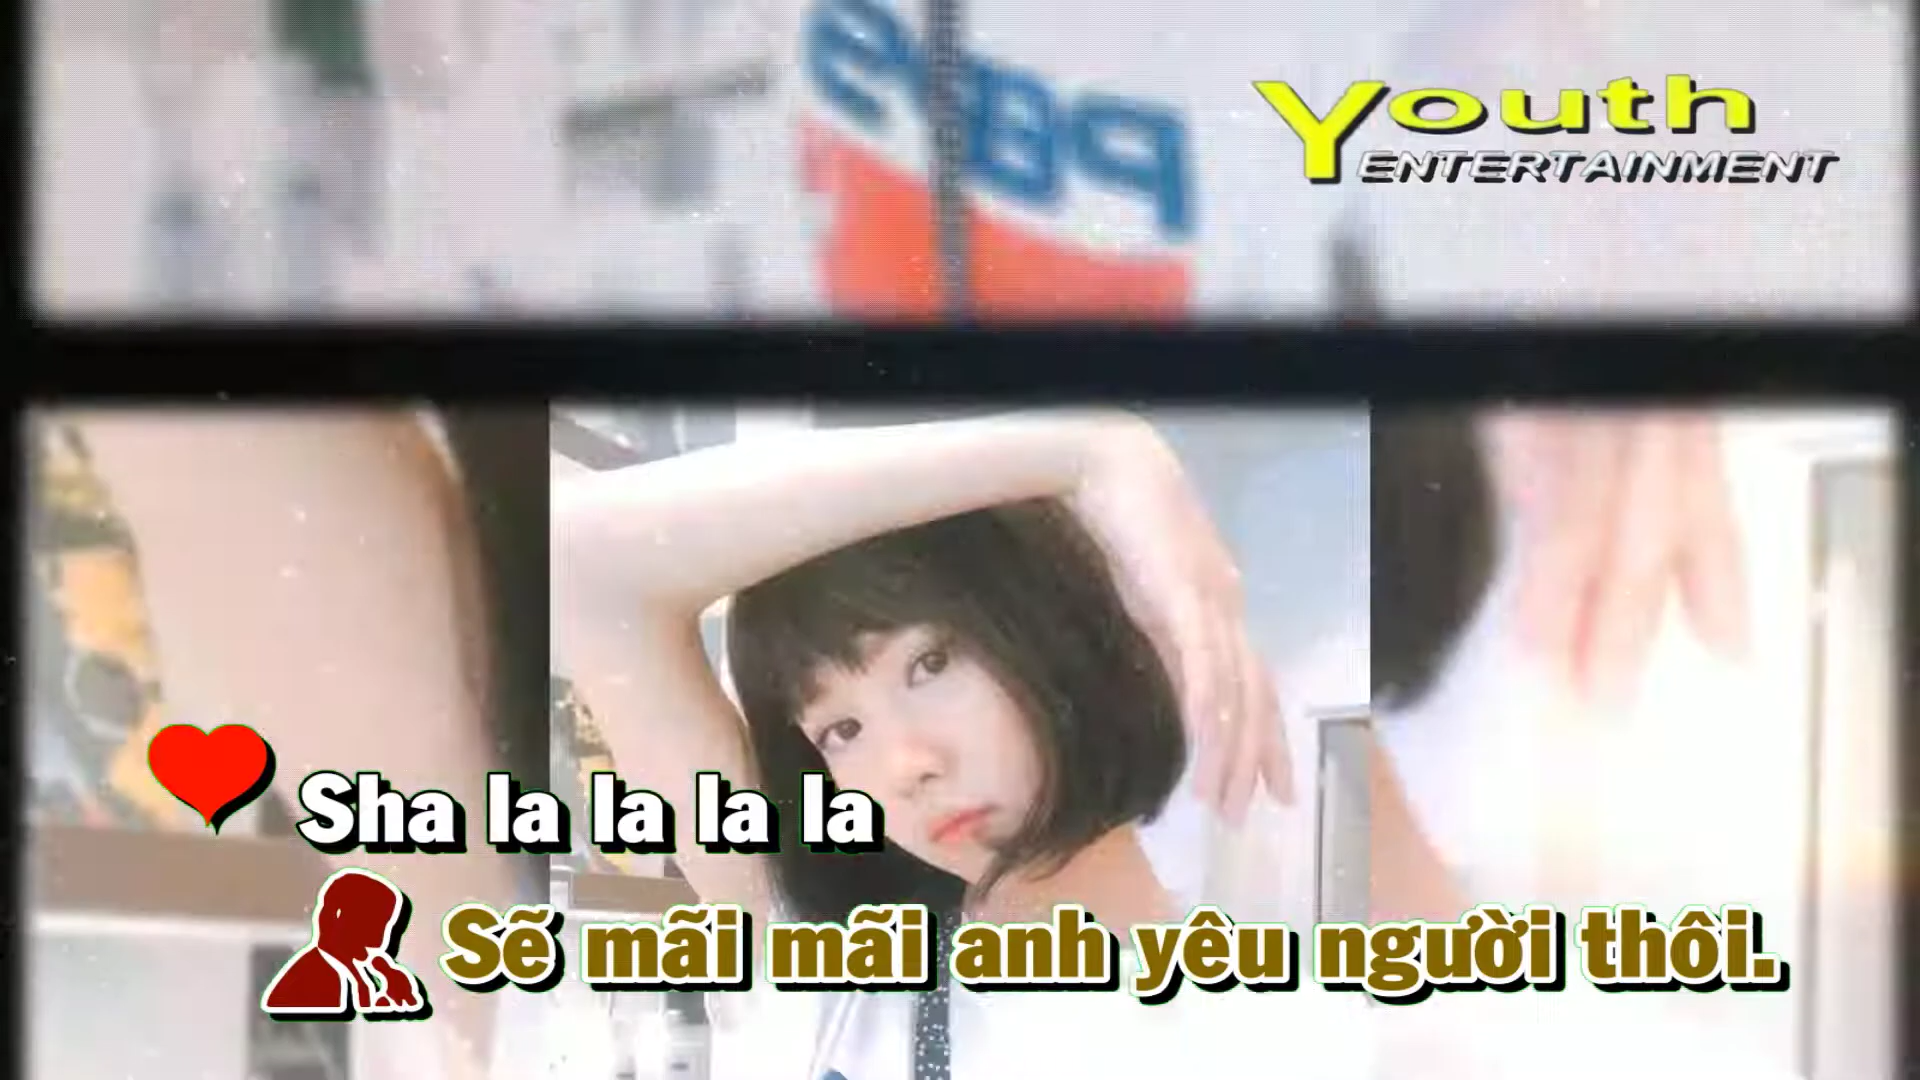 Youth
ENTERTAINMENT
Sha la la la la
Sẽ mãi mãi anh yêu người thôi.